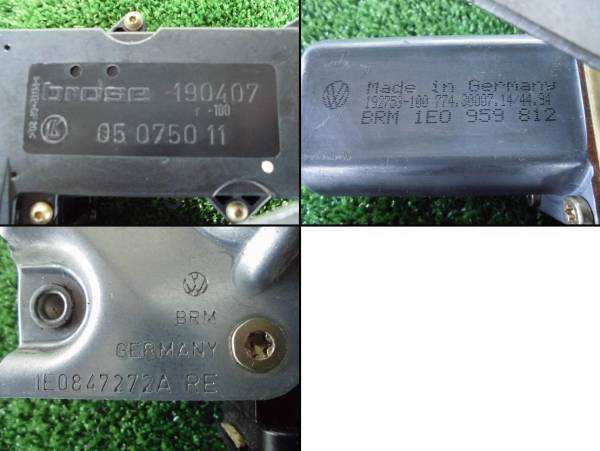 brose 190407
-100
05 0750 11
Made in Germany
192753-100 774.30007.14/44.94
BRM 1E0 959 812
BRM
GERMANY
1E0847272A RE